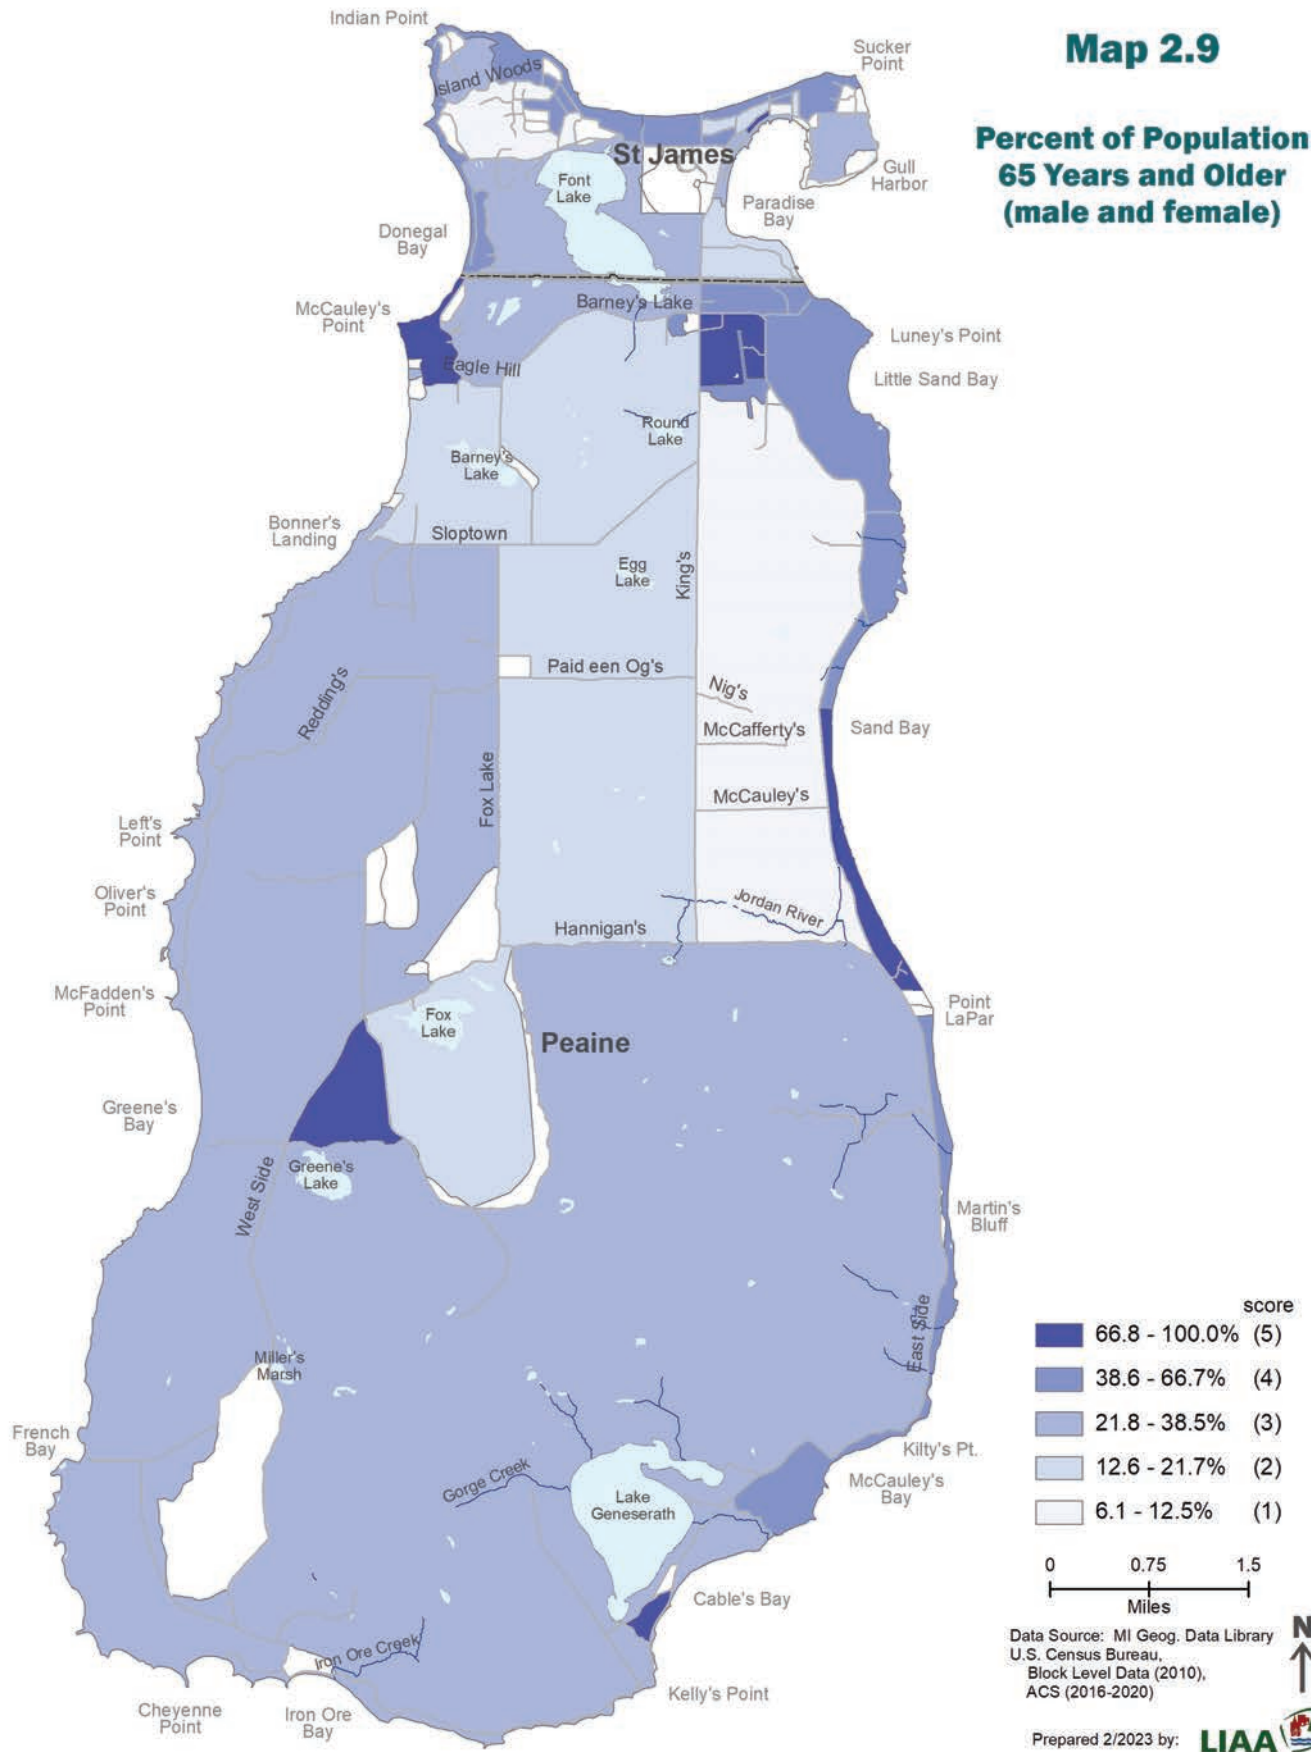 Map 2.9
Percent of Population
65 Years and Older
(male and female)
Indian Point
Sucker
Point
Island Woods
St James
Font
Lake
Gull
Harbor
Paradise
Bay
Donegal
Bay
McCauley's
Point
Barney's Lake
Luney's Point
Eagle Hill
Little Sand Bay
Round
Lake
Barney's
Lake
Bonner's
Landing
Sloptown
Egg
Lake
King's
Paid een Og's
Redding's
Nig's
McCafferty's
Sand Bay
Fox Lake
McCauley's
Left's
Point
Oliver's
Point
Jordan River
Hannigan's
McFadden's
Point
Point
LaPar
Fox
Lake
Peaine
Greene's
Bay
Greene's
Lake
West Side
Martin's
Bluff
East Side
Miller's
Marsh
French
Bay
Kilty's Pt.
McCauley's
Bay
Gorge Creek
Lake
Geneserath
Cable's Bay
Iron Ore Creek
Kelly's Point
Cheyenne
Point
Iron Ore
Bay
score
66.8 - 100.0% (5)
38.6 - 66.7% (4)
21.8 - 38.5% (3)
12.6 - 21.7% (2)
6.1 - 12.5% (1)
0 0.75 1.5
Miles
Data Source: MI Geog. Data Library
U.S. Census Bureau,
Block Level Data (2010),
ACS (2016-2020)
N
Prepared 2/2023 by: LIAA